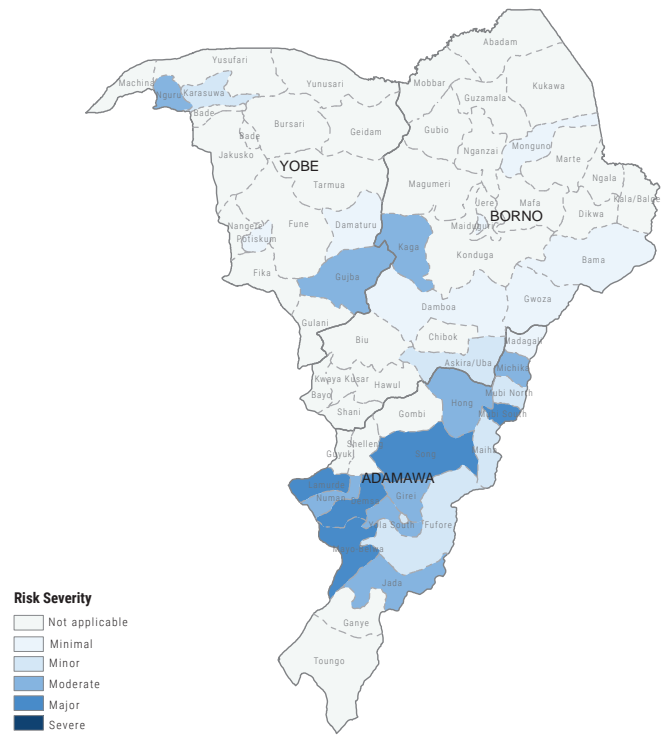 Abadam
Yusufari
Machina
Yunusari
Mobbar
Kukawa
Nguru
Karasuwa
Guzamala
Bade
Bursari
Geidam
Gubio
Bade
Monguno
Jakusko
Nganzai
Marte
YOBE
Ngala
Tarmua
Magumeri
Kala/Balge
Jere
Mafa
Dikwa
BORNO
Nangere
Fune
Damaturu
Maiduguri
Potiskum
Kaga
Konduga
Bama
Fika
Gujba
Gwoza
Damboa
Gulani
Biu
Chibok
Madagali
Askira/Uba
Michika
Kwaya Kusar
Hawul
Mubi North
Bayo
Hong
Shani
Gombi
Mubi South
Shelleng
Guyuk
Song
Maiha
ADAMAWA
Lamurde
Numan
Girei
Yola South
Fufore
Mayo-Belwa
Jada
Risk Severity
Not applicable
Ganye
Minimal
Minor
Toungo
Moderate
Major
Severe